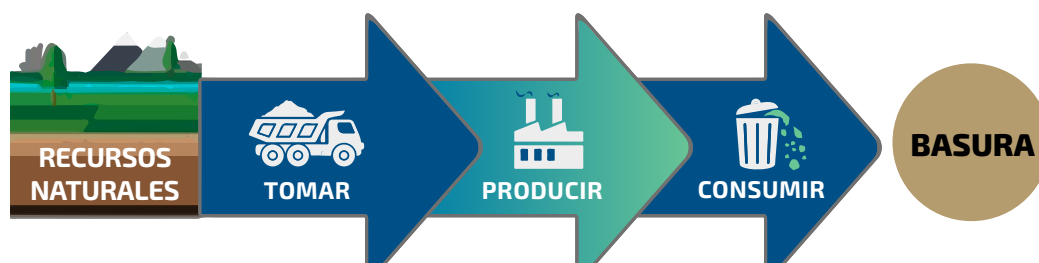 RECURSOS
NATURALES
TOMAR
PRODUCIR
CONSUMIR
BASURA